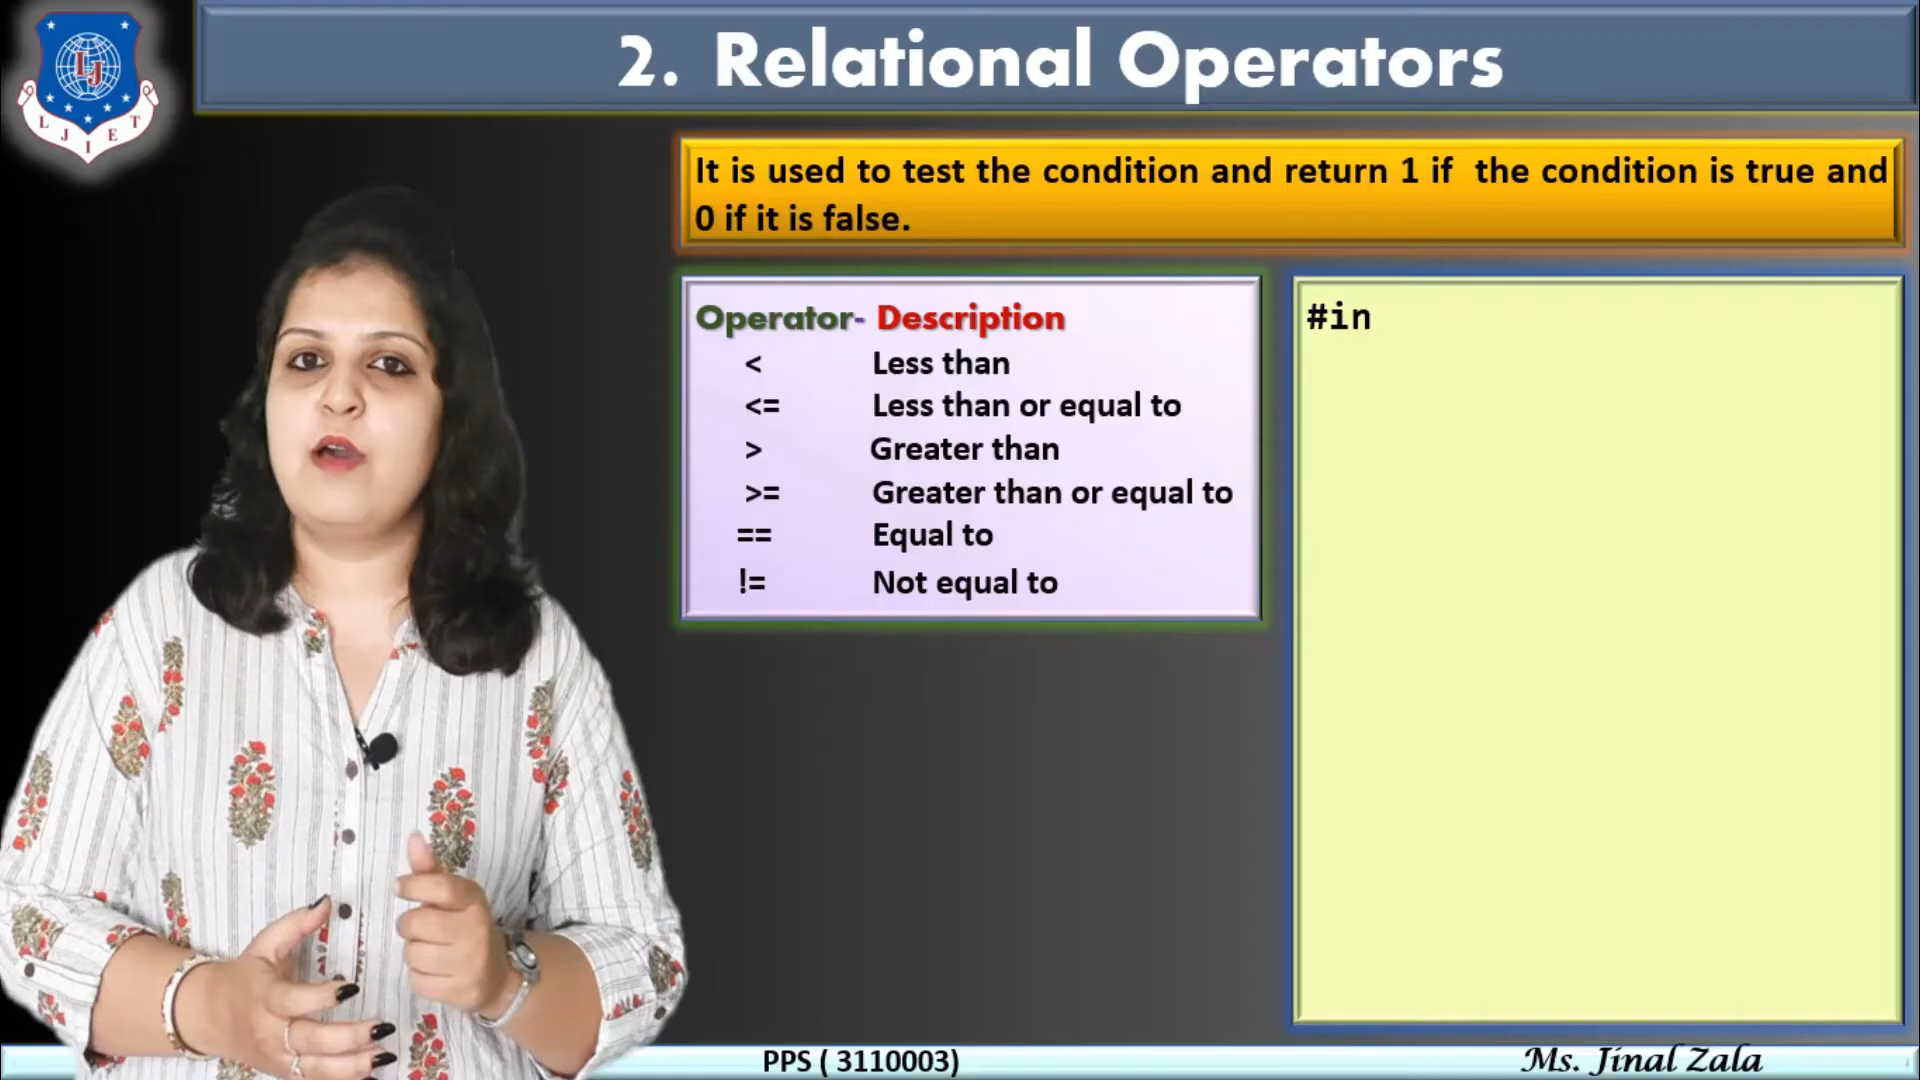 2. Relational Operators
LJ
L J I E T
It is used to test the condition and return 1 if the condition is true and
0 if it is false.
Operator- Description
< Less than
<= Less than or equal to
> Greater than
>= Greater than or equal to
== Equal to
!= Not equal to
#in
PPS ( 3110003)
Ms. Jinal Zala